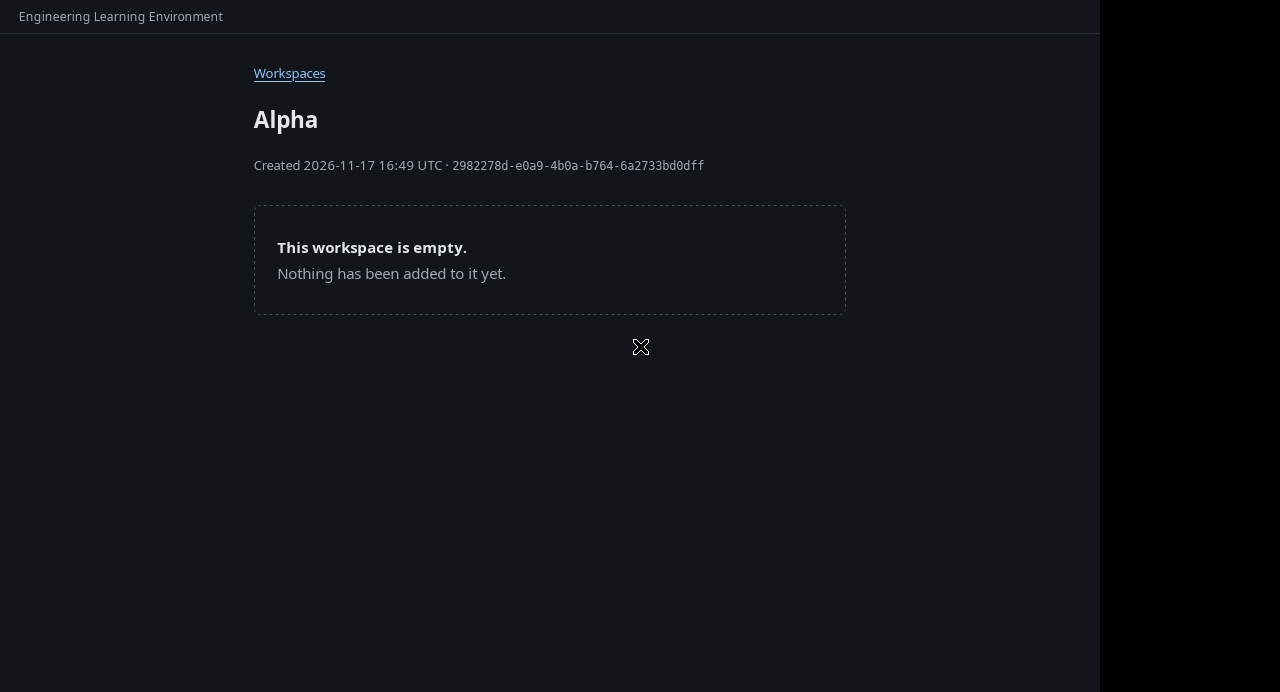 Engineering Learning Environment
Workspaces
Alpha
Created 2026-11-17 16:49 UTC · 2982278d-e0a9-4b0a-b764-6a2733bd0dff
This workspace is empty.
Nothing has been added to it yet.